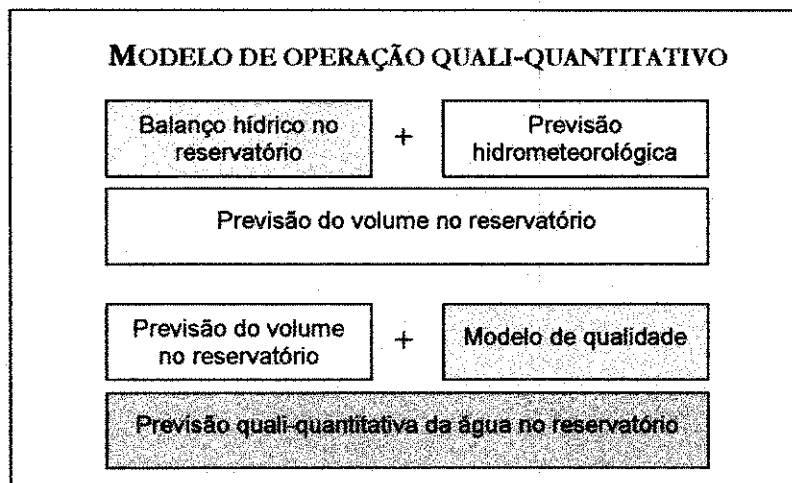 MODELO DE OPERAÇÃO QUALI-QUANTITATIVO
Balanço hídrico no
reservatório
+
Previsão
hidrometeorológica
Previsão do volume no reservatório
Previsão do volume
no reservatório
+
Modelo de qualidade
Previsão quali-quantitativa da água no reservatório